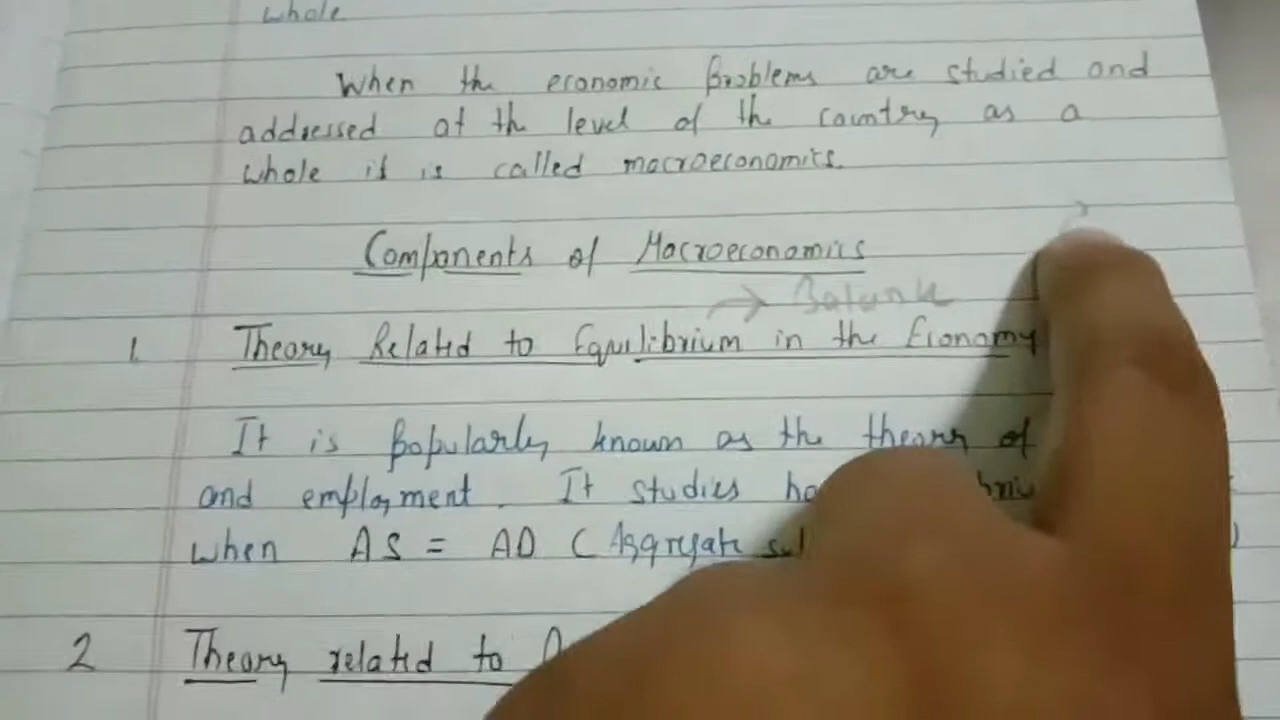 whole
When the economic problems are studied and
addressed at the level of the country as a
whole it is called macroeconomics.
Components of Macroeconomics
→ Balance
1. Theory Related to Equilibrium in the Economy
It is popularly known as the theory of
and employment. It studies
when AS = AD ( Aggregate )
2 Theory related to